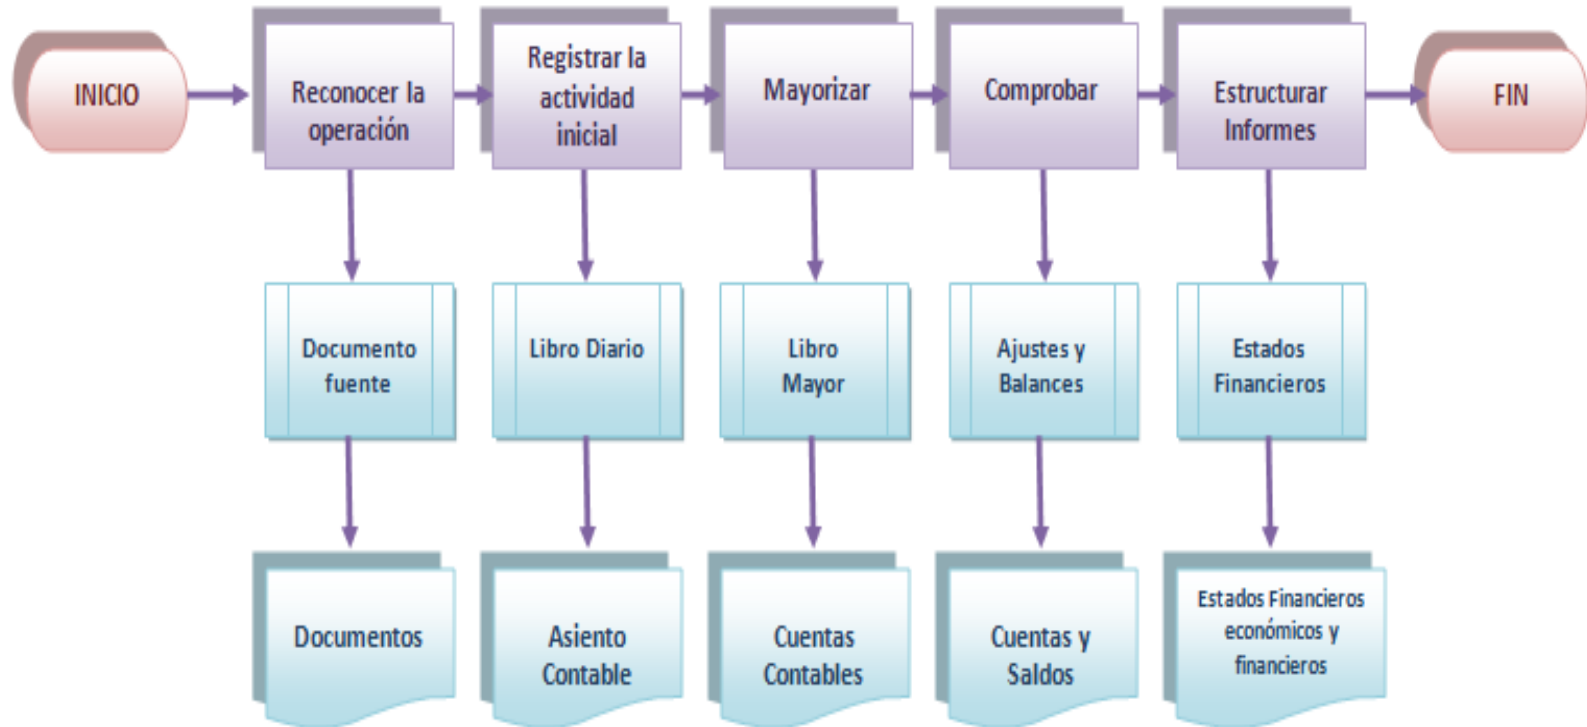 INICIO
Reconocer la
operación
Registrar la
actividad
inicial
Mayorizar
Comprobar
Estructurar
Informes
FIN
Documento
fuente
Libro Diario
Libro
Mayor
Ajustes y
Balances
Estados
Financieros
Documentos
Asiento
Contable
Cuentas
Contables
Cuentas y
Saldos
Estados Financieros
económicos y
financieros